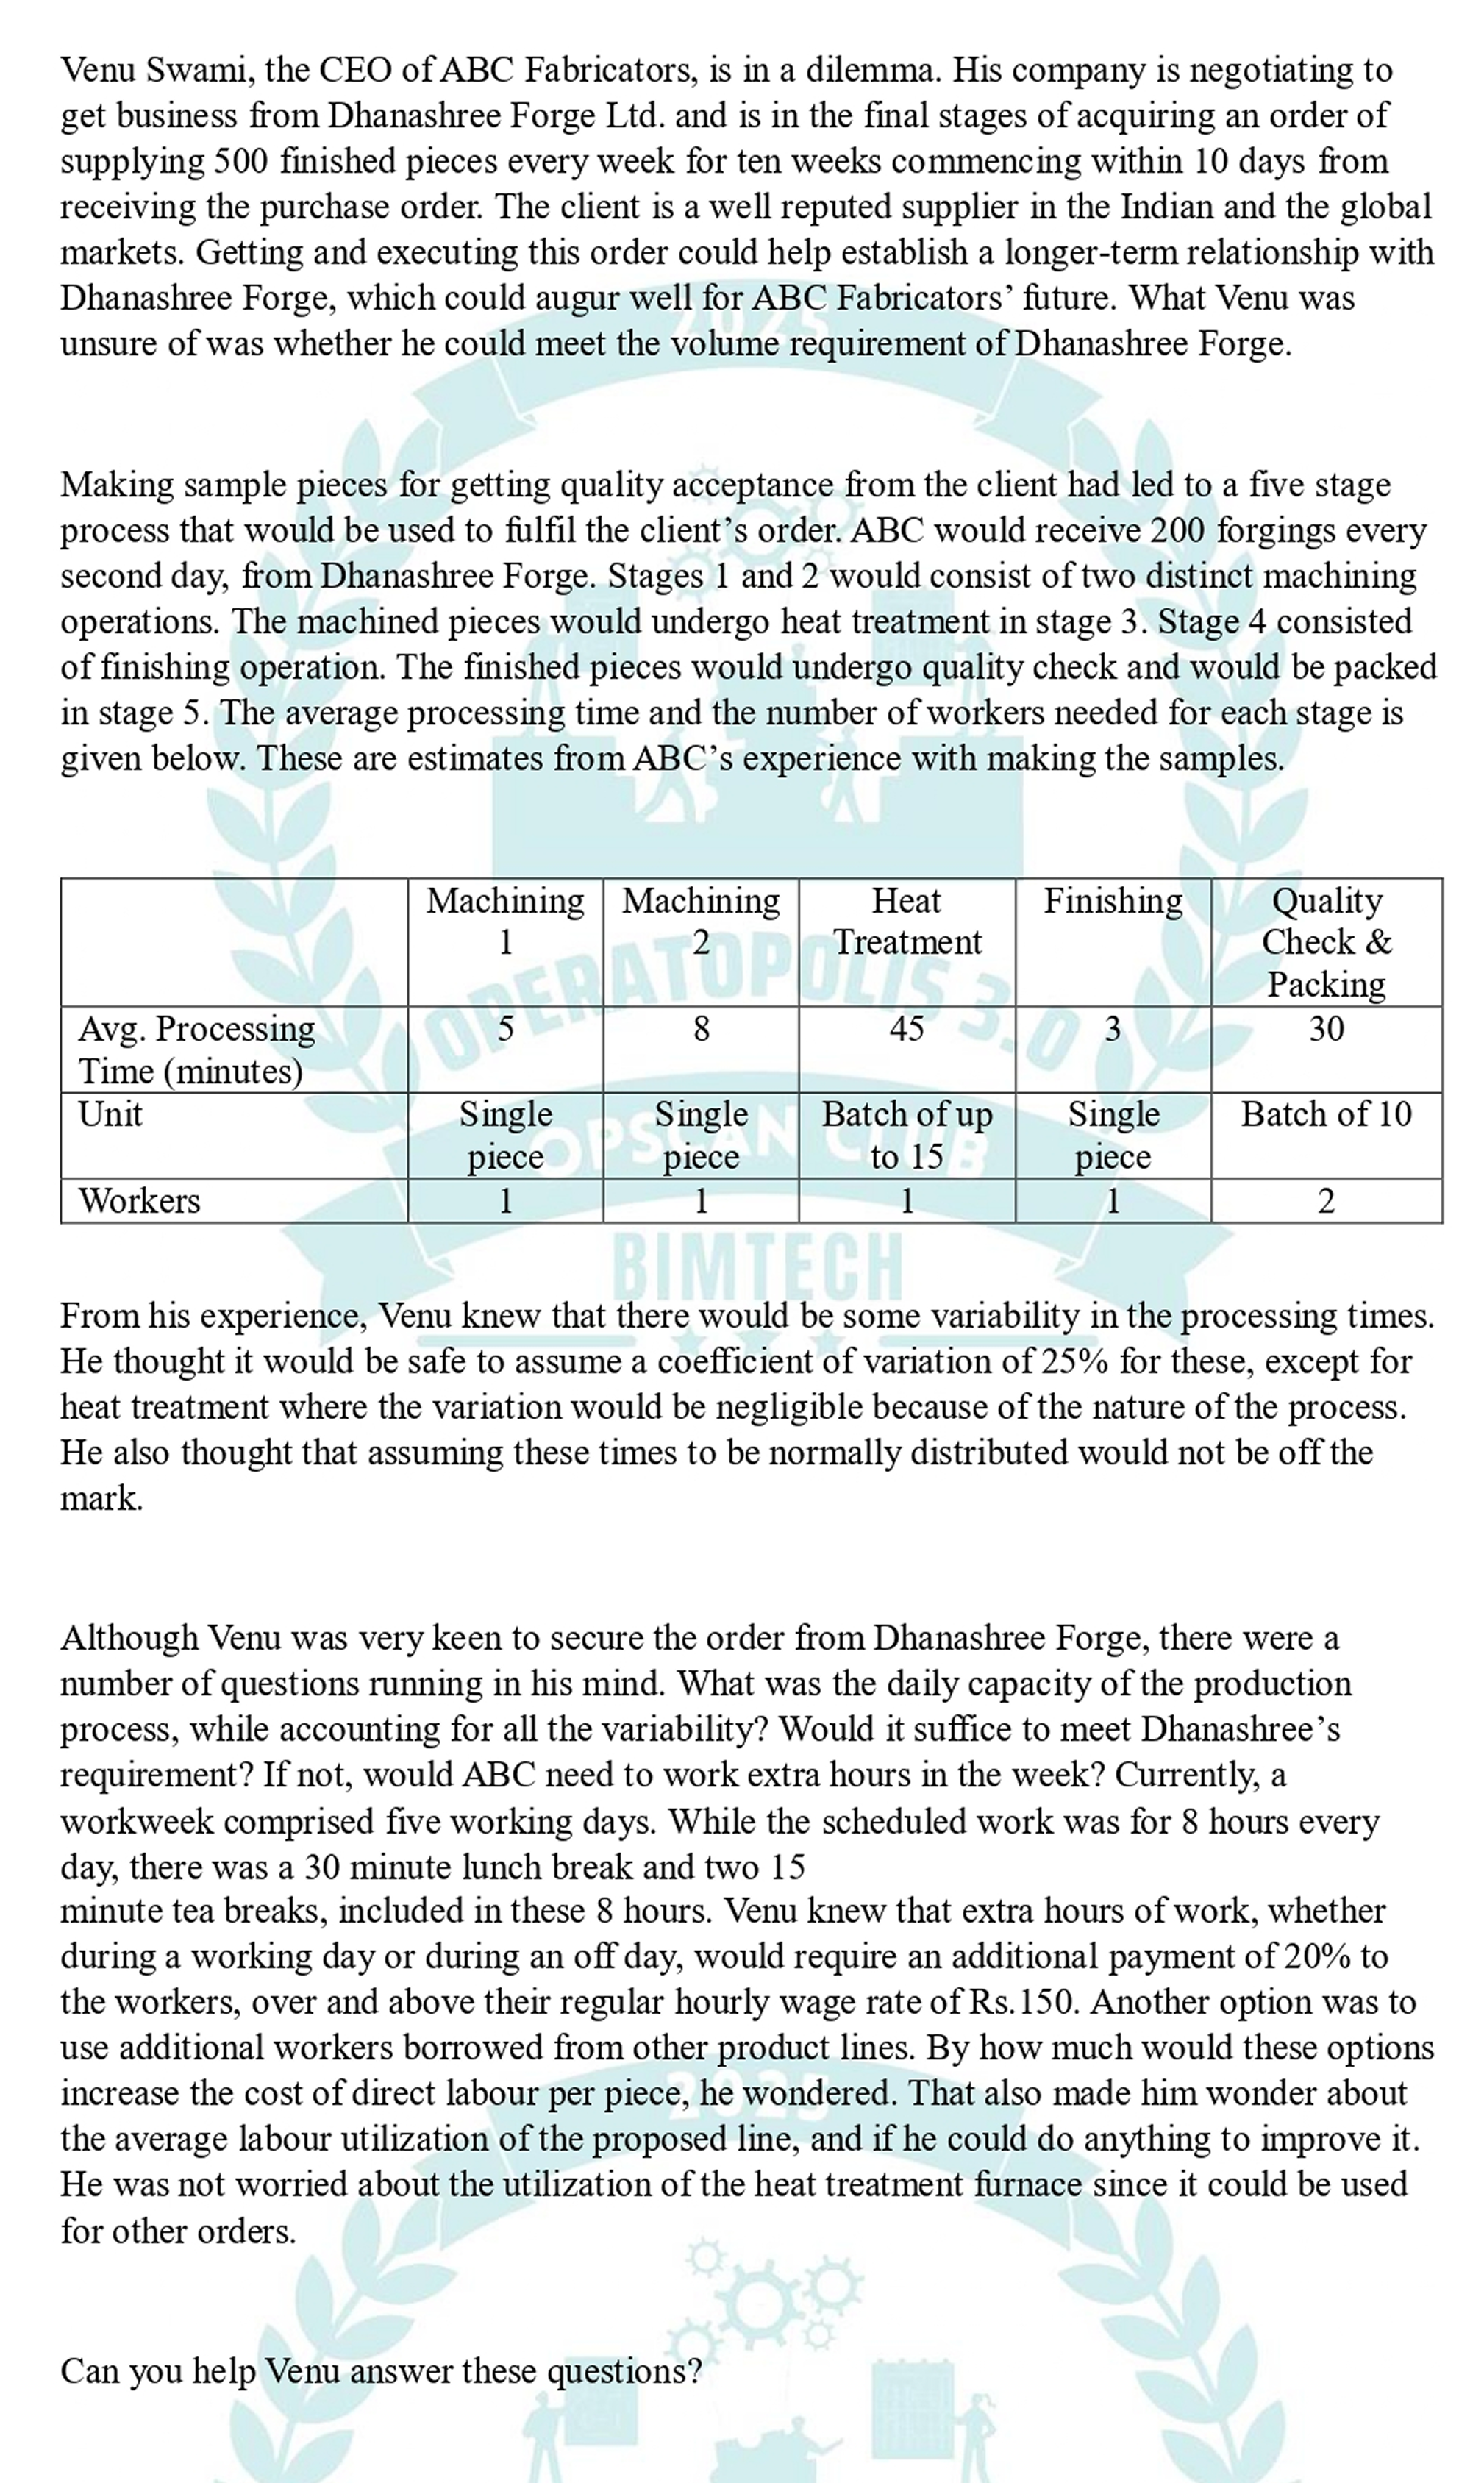 Venu Swami, the CEO of ABC Fabricators, is in a dilemma. His company is negotiating to
get business from Dhanashree Forge Ltd. and is in the final stages of acquiring an order of
supplying 500 finished pieces every week for ten weeks commencing within 10 days from
receiving the purchase order. The client is a well reputed supplier in the Indian and the global
markets. Getting and executing this order could help establish a longer-term relationship with
Dhanashree Forge, which could augur well for ABC Fabricators’ future. What Venu was
2025
unsure of was whether he could meet the volume requirement of Dhanashree Forge.
Making sample pieces for getting quality acceptance from the client had led to a five stage
process that would be used to fulfil the client’s order. ABC would receive 200 forgings every
second day, from Dhanashree Forge. Stages 1 and 2 would consist of two distinct machining
operations. The machined pieces would undergo heat treatment in stage 3. Stage 4 consisted
of finishing operation. The finished pieces would undergo quality check and would be packed
in stage 5. The average processing time and the number of workers needed for each stage is
given below. These are estimates from ABC’s experience with making the samples.
Machining 1 Machining 2 Heat Treatment Finishing Quality Check & Packing
OPERATOPOLIS 3.0
Avg. Processing Time (minutes) 5 8 45 3 30
Unit Single piece Single piece Batch of up to 15 Single piece Batch of 10
OPSCAN CLUB
Workers 1 1 1 1 2
BIMTECH
From his experience, Venu knew that there would be some variability in the processing times.
He thought it would be safe to assume a coefficient of variation of 25% for these, except for
heat treatment where the variation would be negligible because of the nature of the process.
He also thought that assuming these times to be normally distributed would not be off the
mark.
Although Venu was very keen to secure the order from Dhanashree Forge, there were a
number of questions running in his mind. What was the daily capacity of the production
process, while accounting for all the variability? Would it suffice to meet Dhanashree’s
requirement? If not, would ABC need to work extra hours in the week? Currently, a
workweek comprised five working days. While the scheduled work was for 8 hours every
day, there was a 30 minute lunch break and two 15
minute tea breaks, included in these 8 hours. Venu knew that extra hours of work, whether
during a working day or during an off day, would require an additional payment of 20% to
the workers, over and above their regular hourly wage rate of Rs.150. Another option was to
use additional workers borrowed from other product lines. By how much would these options
increase the cost of direct labour per piece, he wondered. That also made him wonder about
2025
the average labour utilization of the proposed line, and if he could do anything to improve it.
He was not worried about the utilization of the heat treatment furnace since it could be used
for other orders.
Can you help Venu answer these questions?